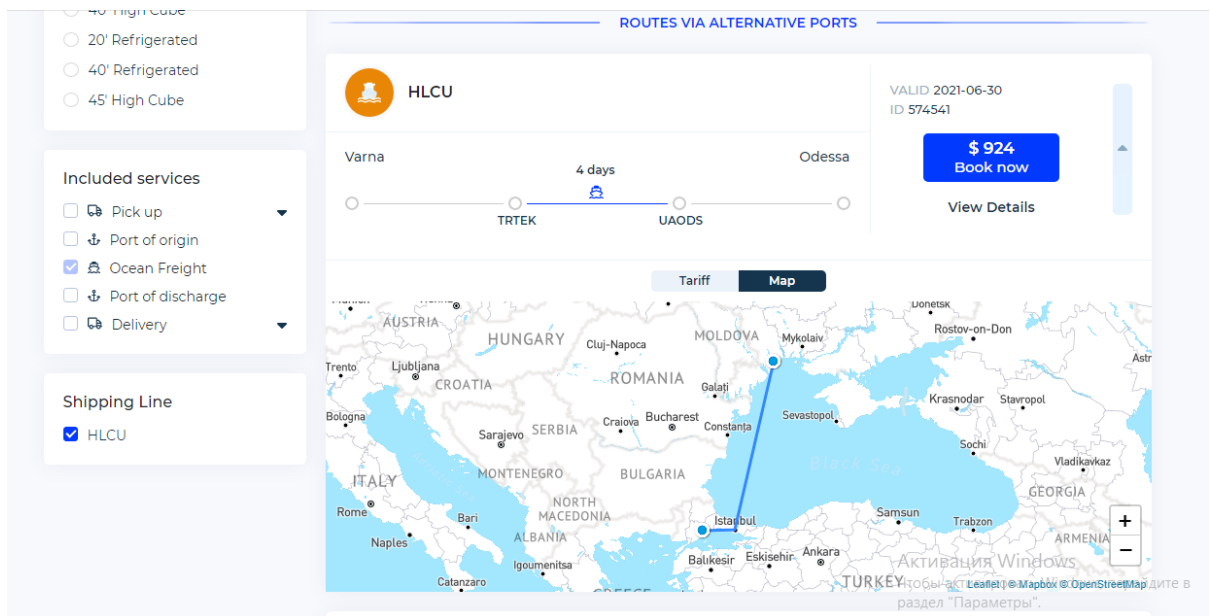 40' High Cube
20' Refrigerated
40' Refrigerated
45' High Cube
Included services
Pick up
Port of origin
Ocean Freight
Port of discharge
Delivery
Shipping Line
HLCU
ROUTES VIA ALTERNATIVE PORTS
HLCU
VALID 2021-06-30
ID 574541
$ 924
Book now
View Details
Varna
Odessa
4 days
TRTEK
UAODS
Tariff
Map
Donetsk
AUSTRIA
HUNGARY
Cluj-Napoca
MOLDOVA
Mykolaiv
Rostov-on-Don
Trento
Ljubljana
Astr
CROATIA
ROMANIA
Galați
Krasnodar
Stavropol
Bologna
Sarajevo
SERBIA
Craiova
Bucharest
Constanța
Sevastopol
Sochi
Black Sea
Vladikavkaz
ITALY
MONTENEGRO
BULGARIA
GEORGIA
Rome
Bari
NORTH
MACEDONIA
Istanbul
Samsun
Trabzon
+
Naples
ALBANIA
ARMENIA
Igoumenitsa
Balıkesir
Eskisehir
Ankara
−
Catanzaro
GREECE
TURKEY
Активация Windows
Leaflet | © Mapbox © OpenStreetMap
раздел "Параметры".